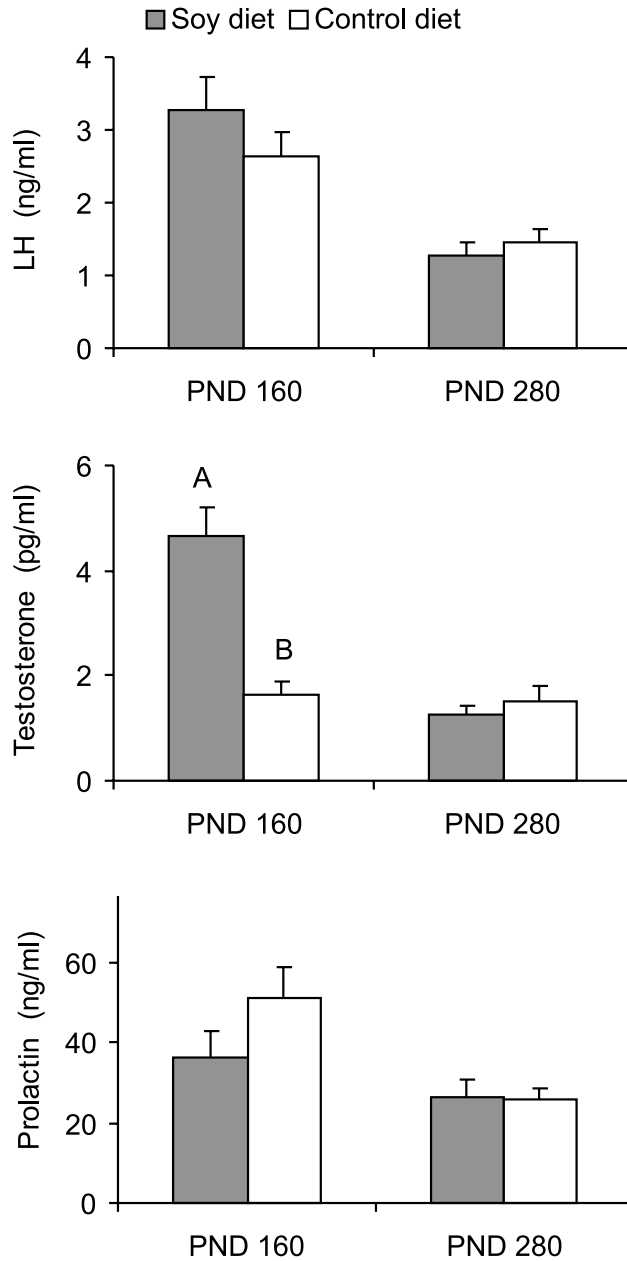 Soy diet Control diet
4
3
2
1
0
LH (ng/ml)
PND 160 PND 280
6
4
2
0
Testosterone (pg/ml)
A
B
PND 160 PND 280
60
40
20
0
Prolactin (ng/ml)
PND 160 PND 280